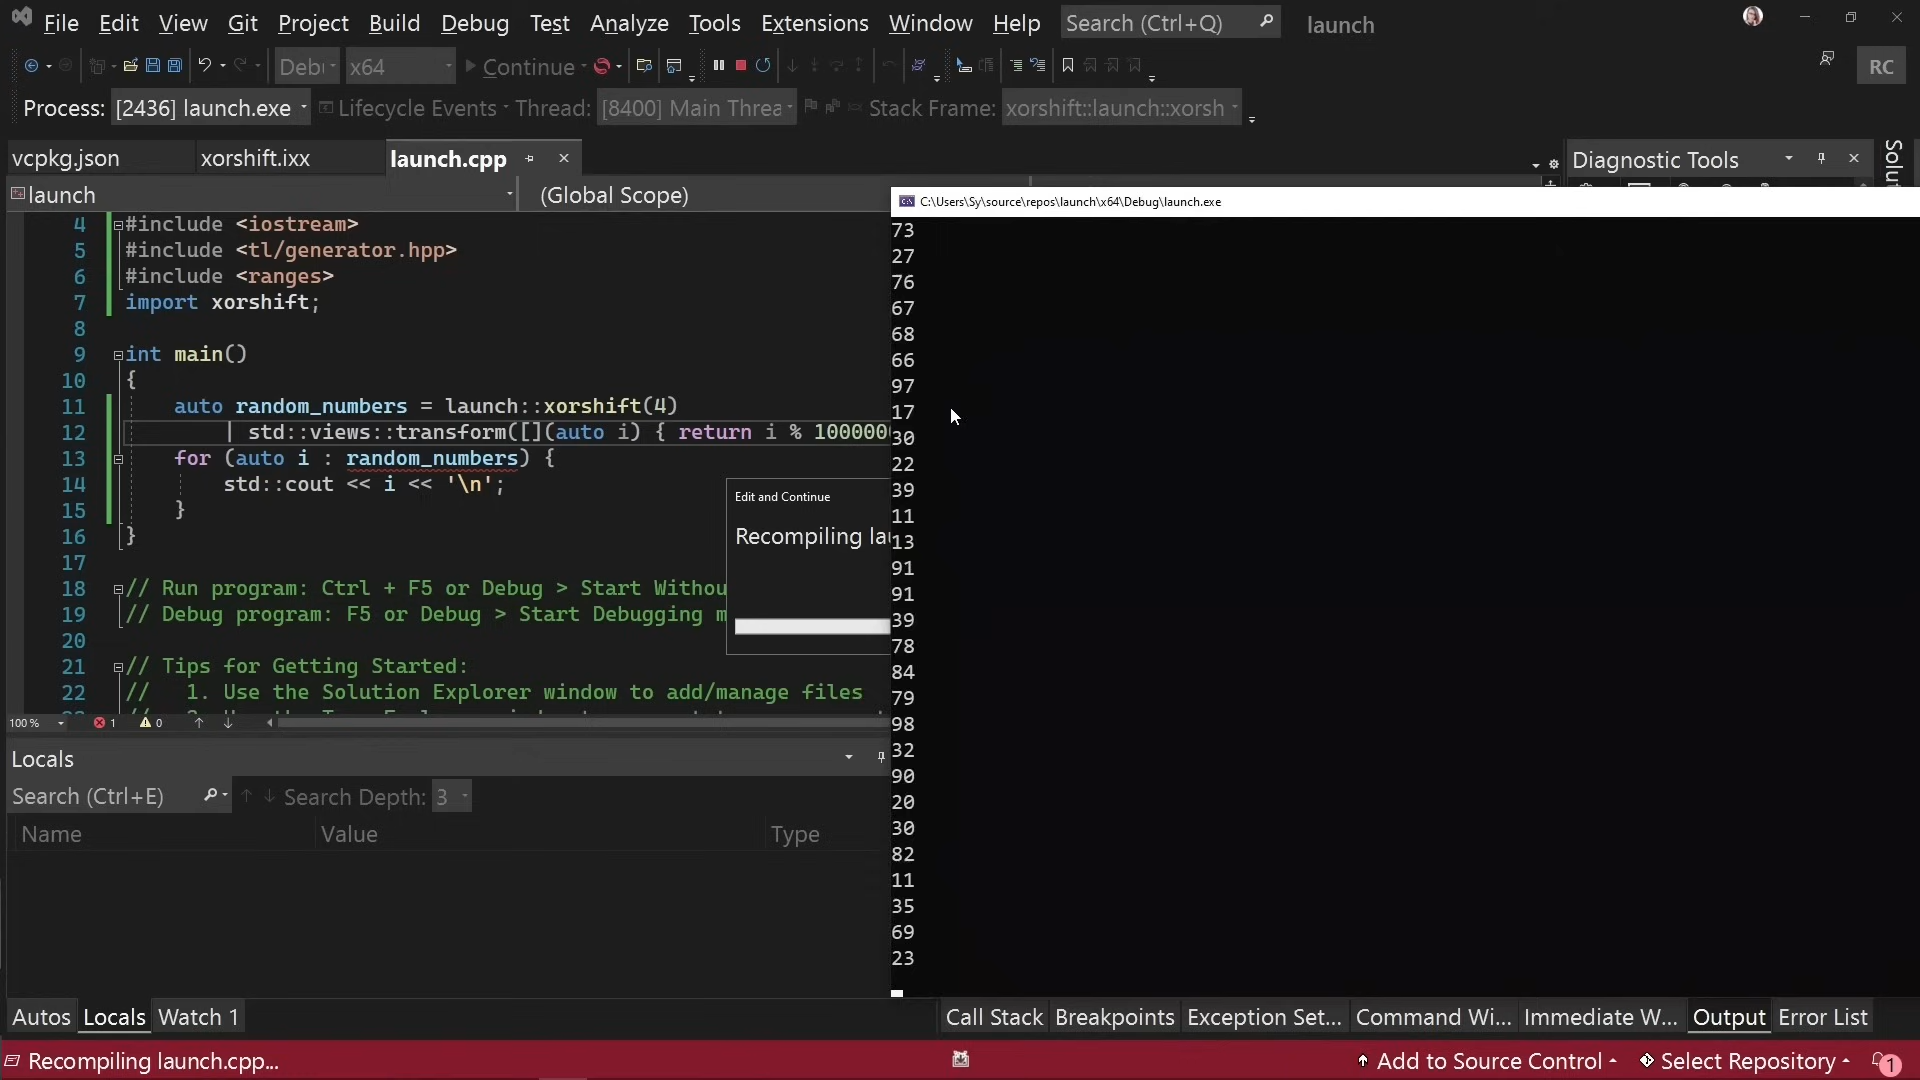 File Edit View Git Project Build Debug Test Analyze Tools Extensions Window Help Search (Ctrl+Q) launch
Debu x64 Continue RC
Process: [2436] launch.exe Lifecycle Events Thread: [8400] Main Threa Stack Frame: xorshift::launch::xorsh
vcpkg.json xorshift.ixx launch.cpp Diagnostic Tools Solut
launch (Global Scope)
C:\Users\Sy\source\repos\launch\x64\Debug\launch.exe
4 #include <iostream>
5 #include <tl/generator.hpp>
6 #include <ranges>
7 import xorshift;
8
9 int main()
10 {
11 auto random_numbers = launch::xorshift(4)
12 | std::views::transform([](auto i) { return i % 100000
13 for (auto i : random_numbers) {
14 std::cout << i << '\n';
15 }
16 }
17
18 // Run program: Ctrl + F5 or Debug > Start Withou
19 // Debug program: F5 or Debug > Start Debugging m
20
21 // Tips for Getting Started:
22 // 1. Use the Solution Explorer window to add/manage files
Edit and Continue
Recompiling lau
73
27
76
67
68
66
97
17
30
22
39
11
13
91
91
39
78
84
79
98
32
90
20
30
82
11
35
69
23
100 % 1 0
Locals
Search (Ctrl+E) Search Depth: 3
Name Value Type
Autos Locals Watch 1 Call Stack Breakpoints Exception Set... Command Wi... Immediate W... Output Error List
Recompiling launch.cpp... Add to Source Control Select Repository 1